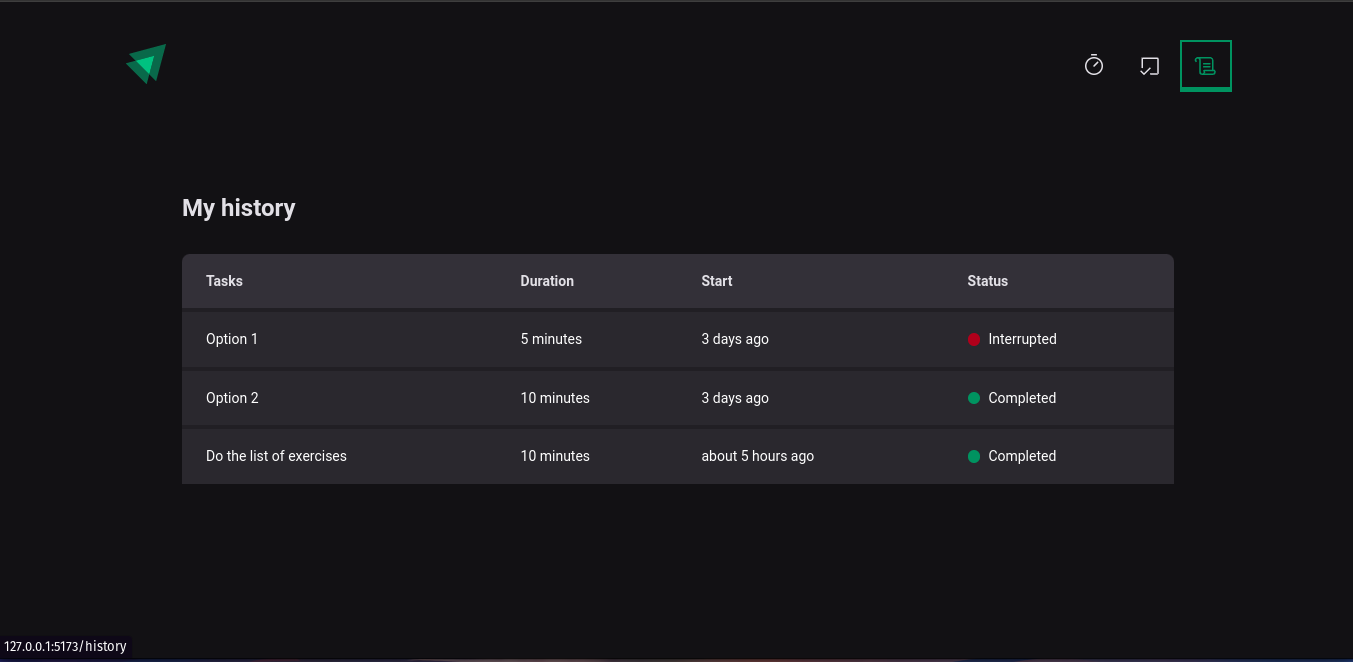 My history
Tasks Duration Start Status
Option 1 5 minutes 3 days ago Interrupted
Option 2 10 minutes 3 days ago Completed
Do the list of exercises 10 minutes about 5 hours ago Completed
127.0.0.1:5173/history